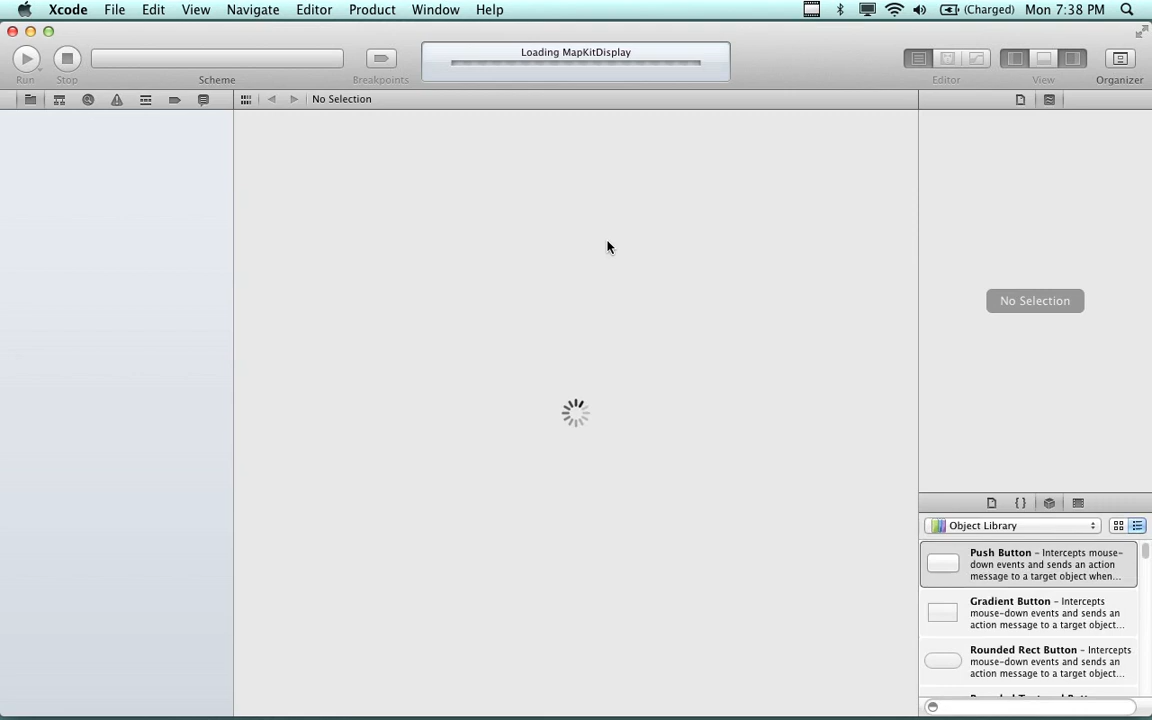 Xcode File Edit View Navigate Editor Product Window Help (Charged) Mon 7:38 PM
Loading MapKitDisplay
Run Stop Scheme Breakpoints Editor View Organizer
No Selection
No Selection
{ }
Object Library
Push Button – Intercepts mouse-
down events and sends an action
message to a target object when...
Gradient Button – Intercepts
mouse-down events and sends an
action message to a target object...
Rounded Rect Button – Intercepts
mouse-down events and sends an
action message to a target object...